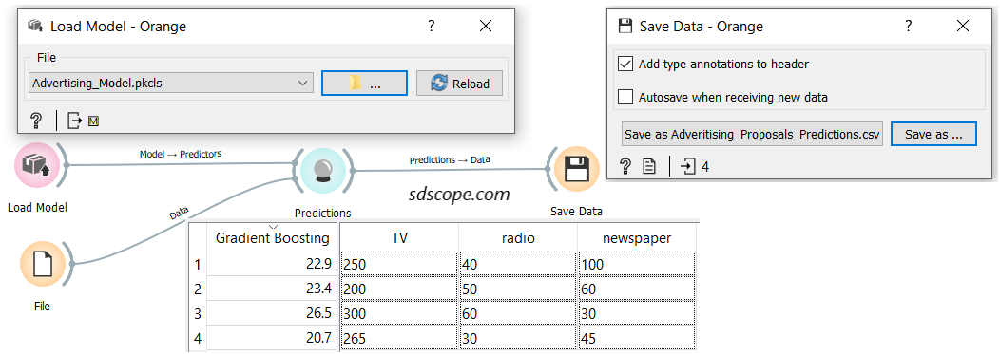 Load Model - Orange
?
File
Advertising_Model.pkcls
...
Reload
?
M
Save Data - Orange
?
Add type annotations to header
Autosave when receiving new data
Save as Adveritising_Proposals_Predictions.csv
Save as ...
?
4
Model → Predictors
Load Model
Data
File
Predictions
Predictions → Data
Save Data
sdscope.com
Gradient Boosting TV radio newspaper
1 22.9 250 40 100
2 23.4 200 50 60
3 26.5 300 60 30
4 20.7 265 30 45